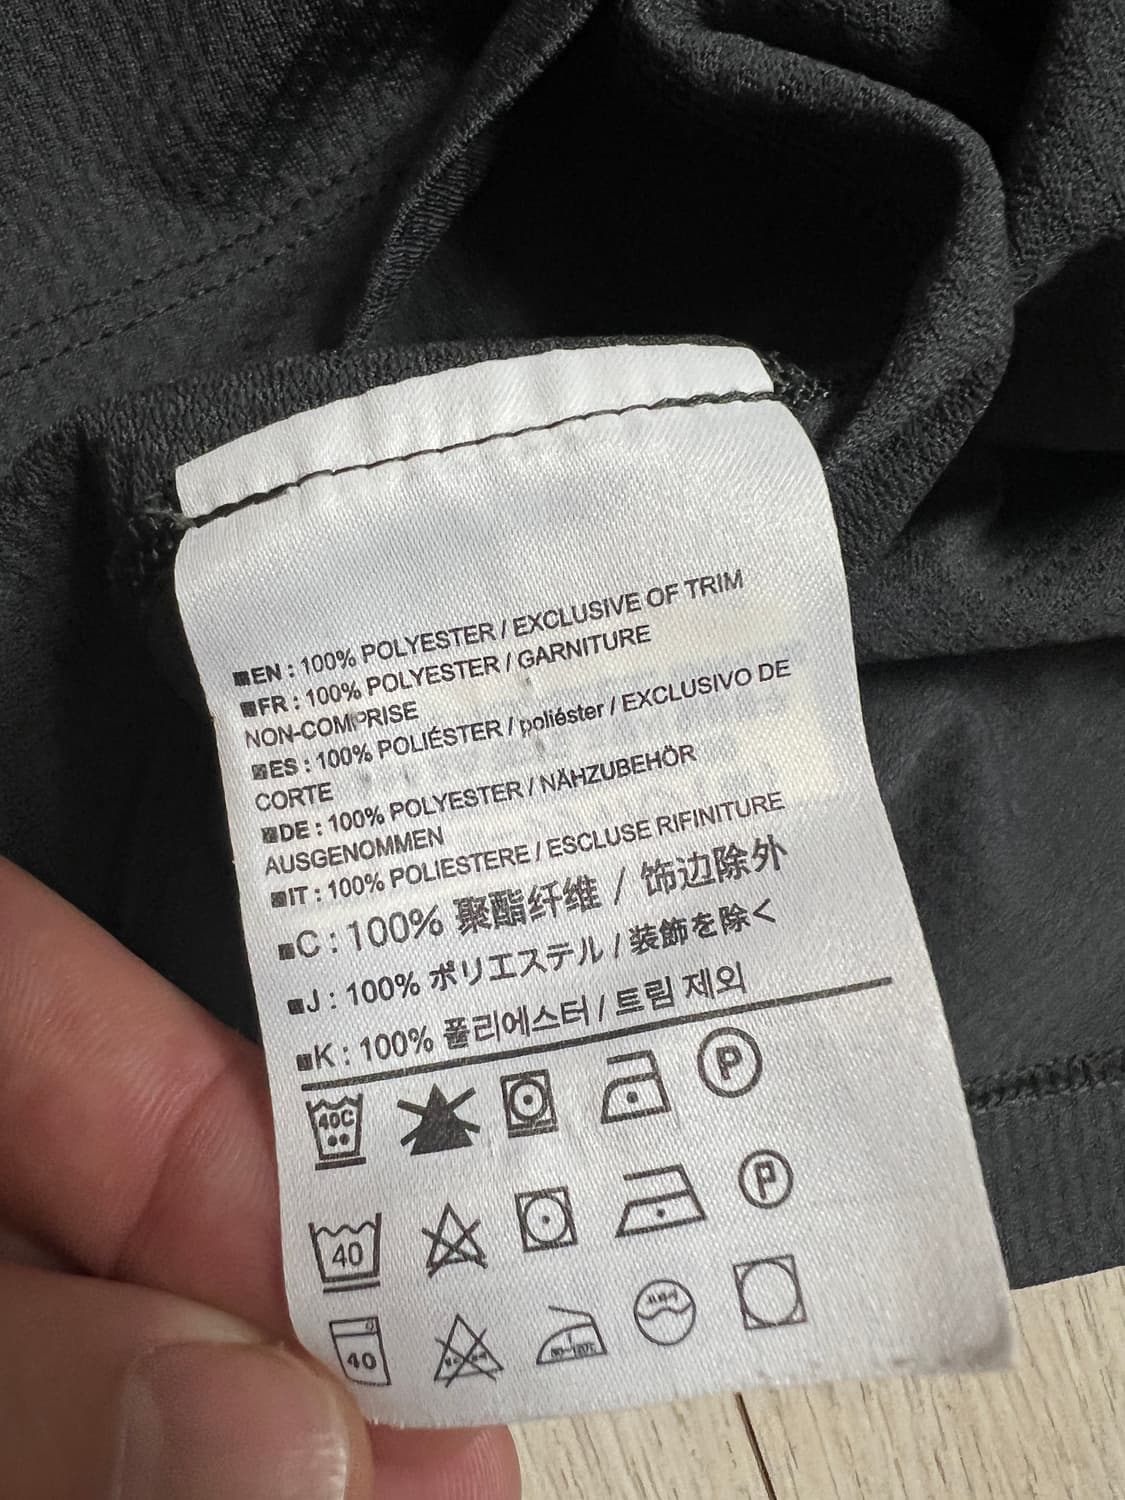 EN : 100% POLYESTER / EXCLUSIVE OF TRIM
FR : 100% POLYESTER / GARNITURE
NON-COMPRISE
ES : 100% POLIÉSTER / poliéster / EXCLUSIVO DE
CORTE
DE : 100% POLYESTER / NÄHZUBEHÖR
AUSGENOMMEN
IT : 100% POLIESTERE / ESCLUSE RIFINITURE
C : 100% 聚酯纤维 / 饰边除外
J : 100% ポリエステル / 装飾を除く
K : 100% 폴리에스터 / 트림 제외
40C P
40 P
40